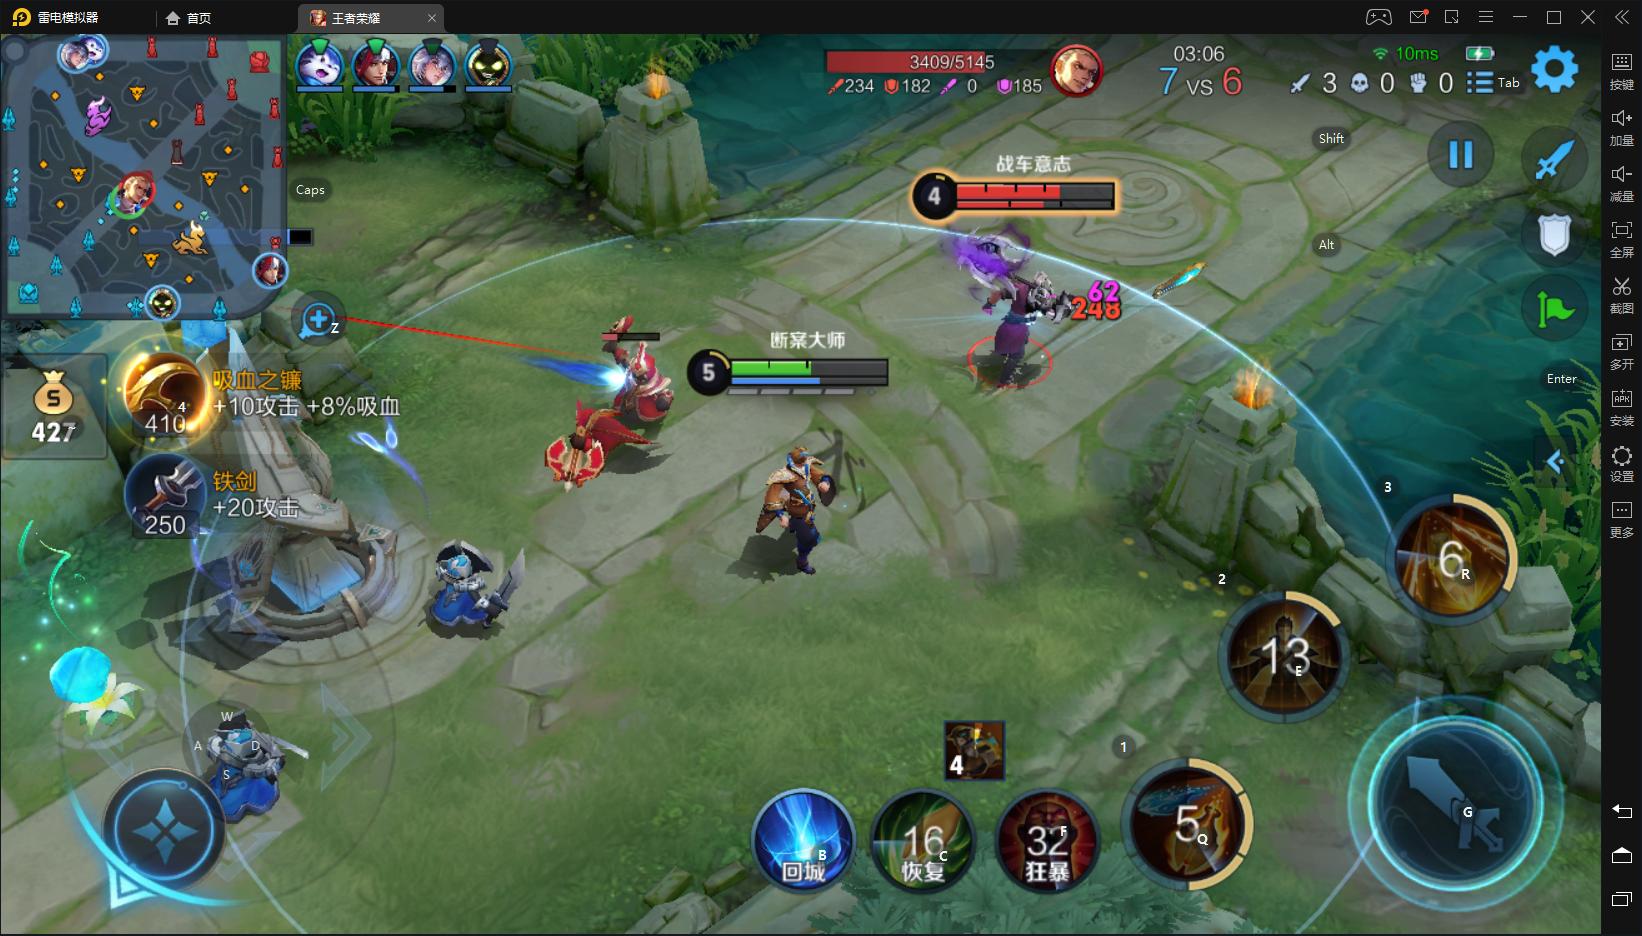 雷电模拟器
首页
王者荣耀
3409/5145
234 182 0 185
03:06
7 VS 6
3 0 0
10ms
Tab
按键
加量
减量
全屏
截图
多开
APK
安装
设置
更多
Shift
Alt
Enter
Caps
Z
战车意志
4
62
248
断案大师
5
S
427
吸血之镰
+10攻击 +8%吸血
4
410
铁剑
+20攻击
250
3
6
R
2
13
E
1
5
Q
G
4
B
回城
16
C
恢复
32
F
狂暴
W
A
D
S